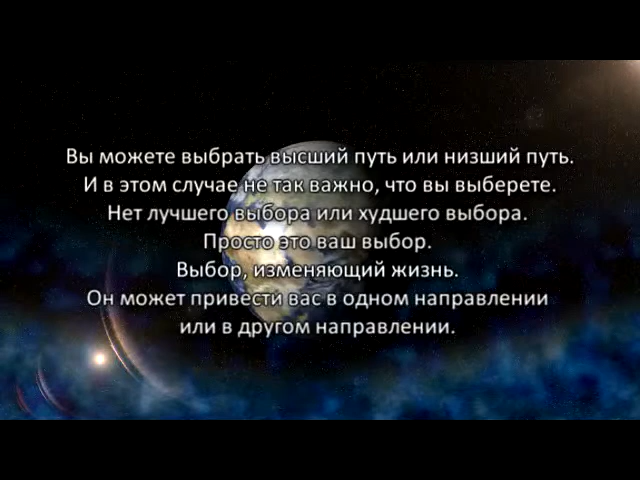 Вы можете выбрать высший путь или низший путь.
И в этом случае не так важно, что вы выберете.
Нет лучшего выбора или худшего выбора.
Просто это ваш выбор.
Выбор, изменяющий жизнь.
Он может привести вас в одном направлении
или в другом направлении.